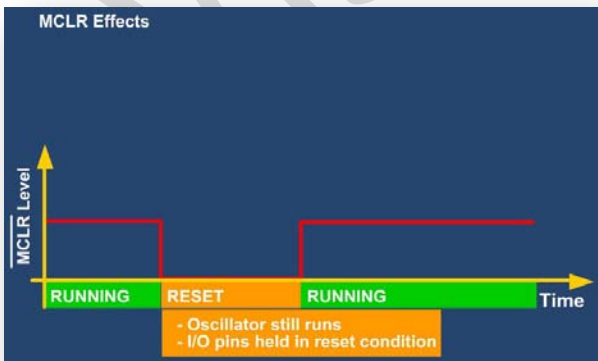 MCLR Effects
MCLR Level
RUNNING
RESET
RUNNING
Time
- Oscillator still runs
- I/O pins held in reset condition